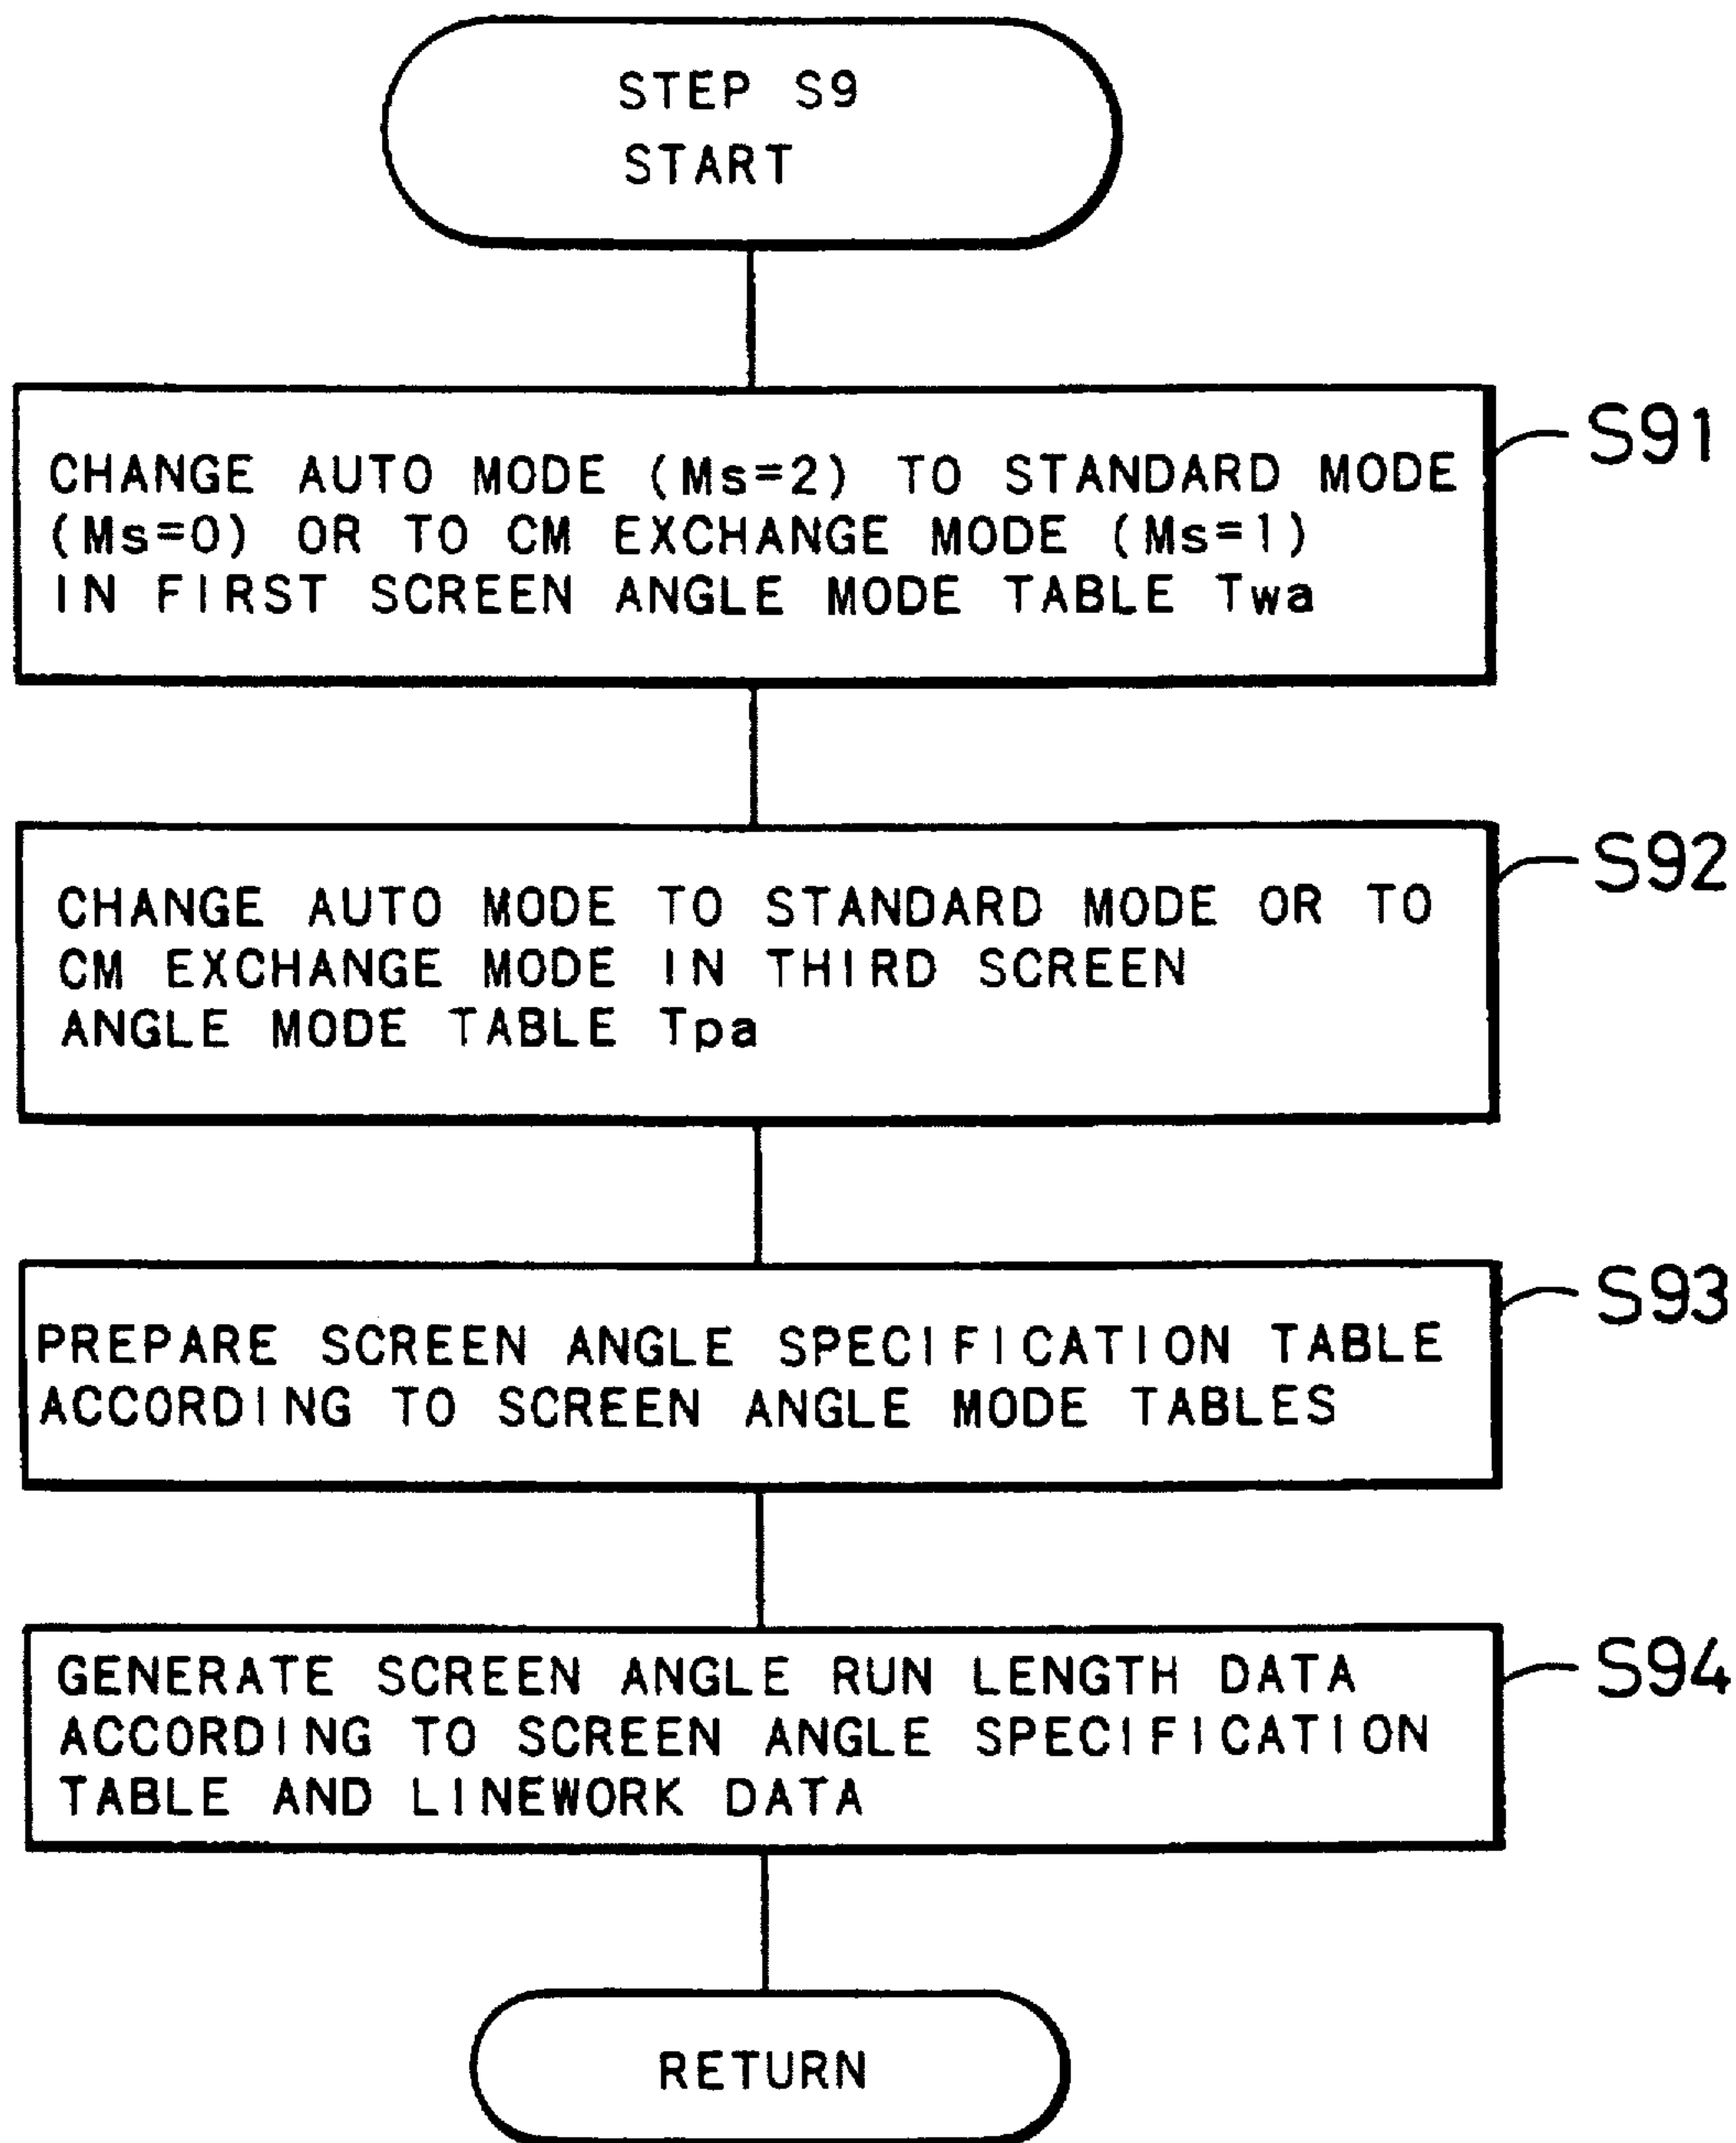 STEP S9
START
CHANGE AUTO MODE (Ms=2) TO STANDARD MODE
(Ms=0) OR TO CM EXCHANGE MODE (Ms=1)
IN FIRST SCREEN ANGLE MODE TABLE Twa
S91
CHANGE AUTO MODE TO STANDARD MODE OR TO
CM EXCHANGE MODE IN THIRD SCREEN
ANGLE MODE TABLE Tpa
S92
PREPARE SCREEN ANGLE SPECIFICATION TABLE
ACCORDING TO SCREEN ANGLE MODE TABLES
S93
GENERATE SCREEN ANGLE RUN LENGTH DATA
ACCORDING TO SCREEN ANGLE SPECIFICATION
TABLE AND LINEWORK DATA
S94
RETURN